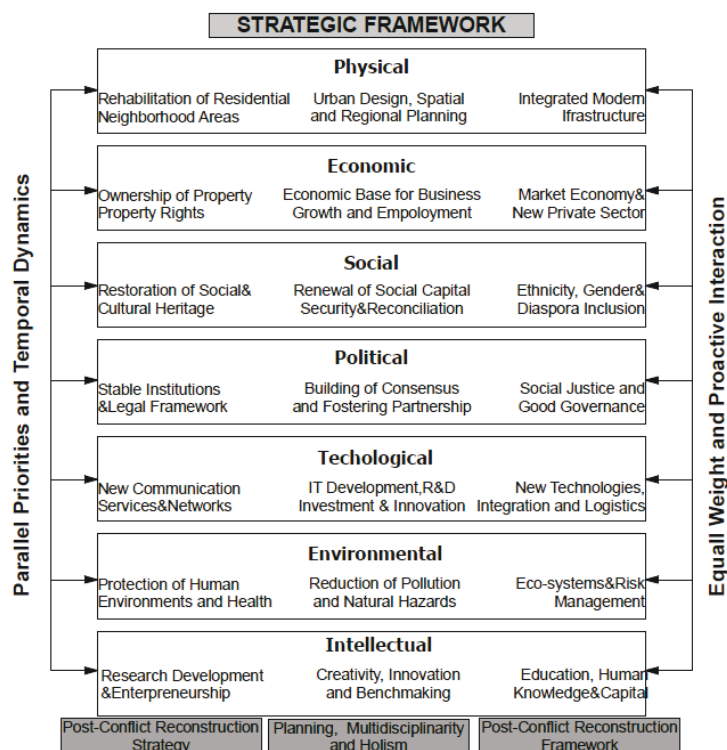 STRATEGIC FRAMEWORK
Parallel Priorities and Temporal Dynamics
Physical
Rehabilitation of Residential
Neighborhood Areas
Urban Design, Spatial
and Regional Planning
Integrated Modern
Ifrastructure
Economic
Ownership of Property
Property Rights
Economic Base for Business
Growth and Empoloyment
Market Economy&
New Private Sector
Social
Restoration of Social&
Cultural Heritage
Renewal of Social Capital
Security&Reconciliation
Ethnicity, Gender&
Diaspora Inclusion
Political
Stable Institutions
&Legal Framework
Building of Consensus
and Fostering Partnership
Social Justice and
Good Governance
Techological
New Communication
Services&Networks
IT Development,R&D
Investment & Innovation
New Technologies,
Integration and Logistics
Environmental
Protection of Human
Environments and Health
Reduction of Pollution
and Natural Hazards
Eco-systems&Risk
Management
Intellectual
Research Development
&Enterpreneurship
Creativity, Innovation
and Benchmaking
Education, Human
Knowledge&Capital
Equall Weight and Proactive Interaction
Post-Conflict Reconstruction
Strategy
Planning, Multidisciplinarity
and Holism
Post-Conflict Reconstruction
Framework